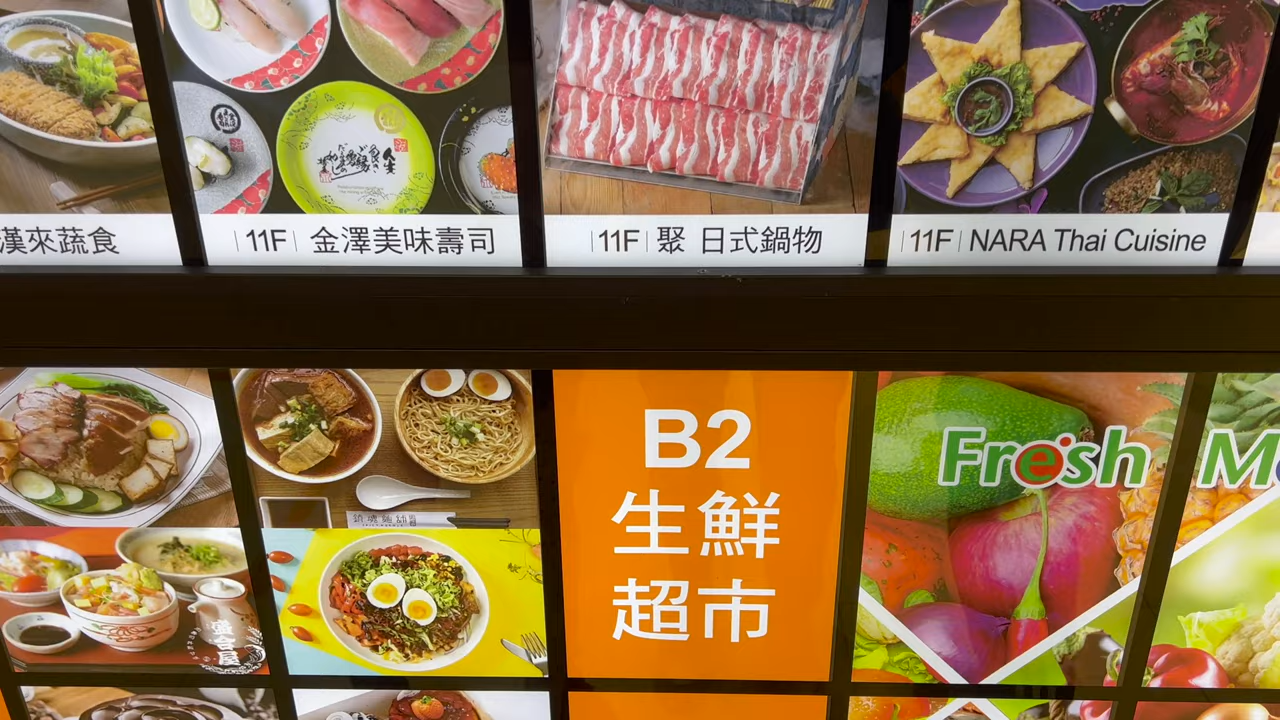 漢來蔬食
11F 金澤美味壽司
11F 聚 日式鍋物
11F NARA Thai Cuisine
B2
生鮮
超市
Fresh M